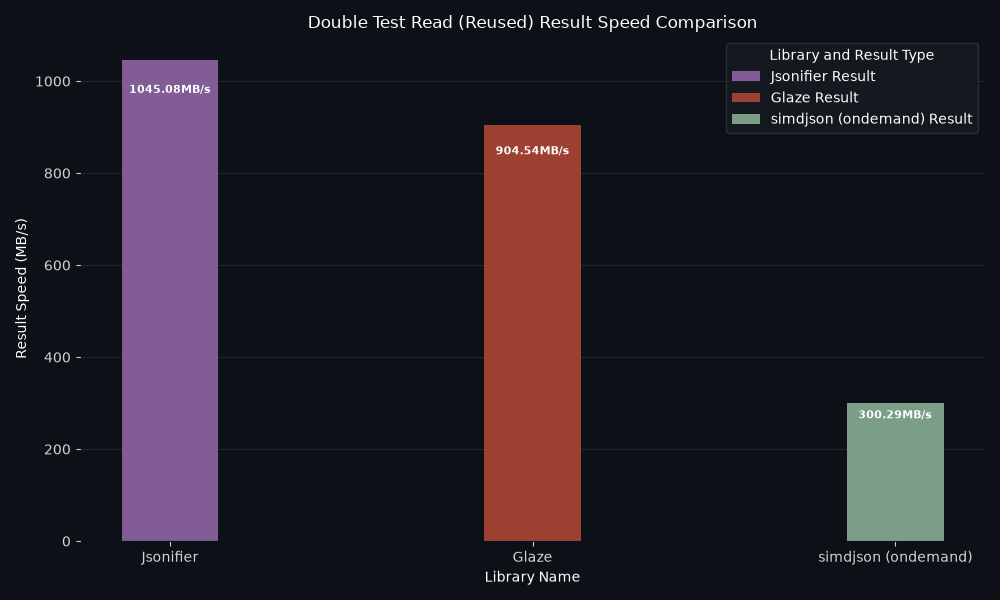 Double Test Read (Reused) Result Speed Comparison
Library and Result Type
Jsonifier Result
Glaze Result
simdjson (ondemand) Result
Result Speed (MB/s)
1000
800
600
400
200
0
1045.08MB/s
904.54MB/s
300.29MB/s
Jsonifier
Glaze
simdjson (ondemand)
Library Name